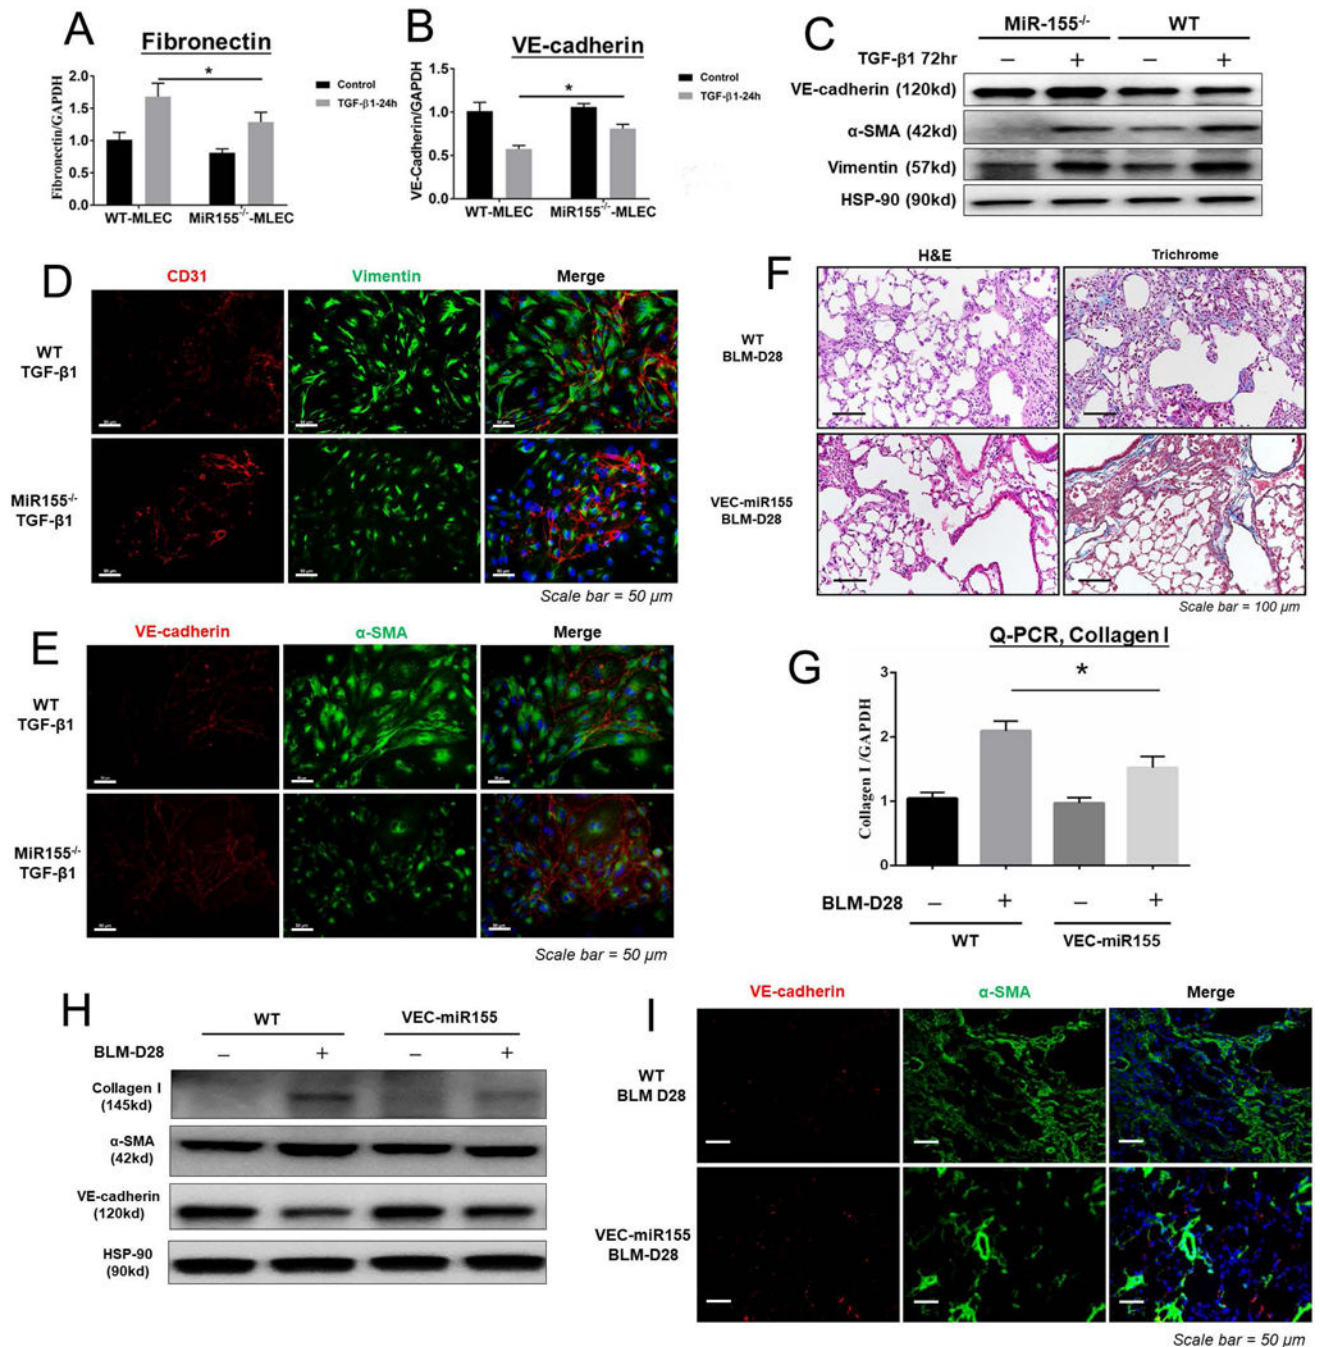 A
Fibronectin
Fibronectin/GAPDH
2.0
1.5
1.0
0.5
0.0
*
Control
TGF-β1-24h
WT-MLEC
MiR155-/--MLEC
B
VE-cadherin
VE-Cadherin/GAPDH
1.5
1.0
0.5
0.0
*
Control
TGF-β1-24h
WT-MLEC
MiR155-/--MLEC
C
MiR-155-/-
WT
TGF-β1 72hr
– + – +
VE-cadherin (120kd)
α-SMA (42kd)
Vimentin (57kd)
HSP-90 (90kd)
D
CD31
Vimentin
Merge
WT
TGF-β1
MiR155-/-
TGF-β1
Scale bar = 50 µm
E
VE-cadherin
α-SMA
Merge
WT
TGF-β1
MiR155-/-
TGF-β1
Scale bar = 50 µm
F
H&E
Trichrome
WT
BLM-D28
VEC-miR155
BLM-D28
Scale bar = 100 µm
G
Q-PCR, Collagen I
Collagen I /GAPDH
3
2
1
0
*
BLM-D28
– + – +
WT
VEC-miR155
H
WT
VEC-miR155
BLM-D28
– + – +
Collagen I
(145kd)
α-SMA
(42kd)
VE-cadherin
(120kd)
HSP-90
(90kd)
I
VE-cadherin
α-SMA
Merge
WT
BLM D28
VEC-miR155
BLM-D28
Scale bar = 50 µm